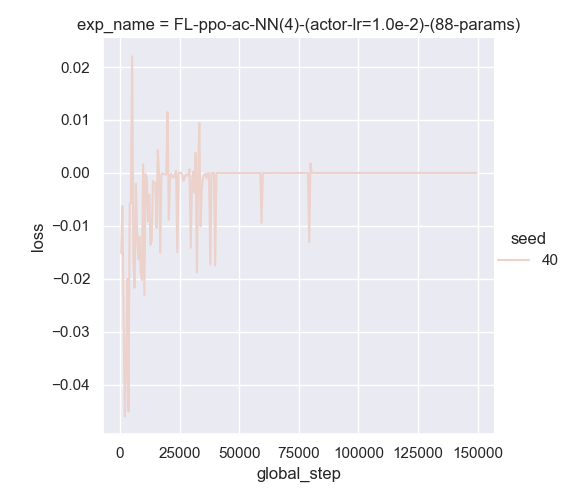 exp_name = FL-ppo-ac-NN(4)-(actor-lr=1.0e-2)-(88-params)
0.02
0.01
0.00
−0.01
−0.02
−0.03
−0.04
loss
seed
40
0 25000 50000 75000 100000 125000 150000
global_step